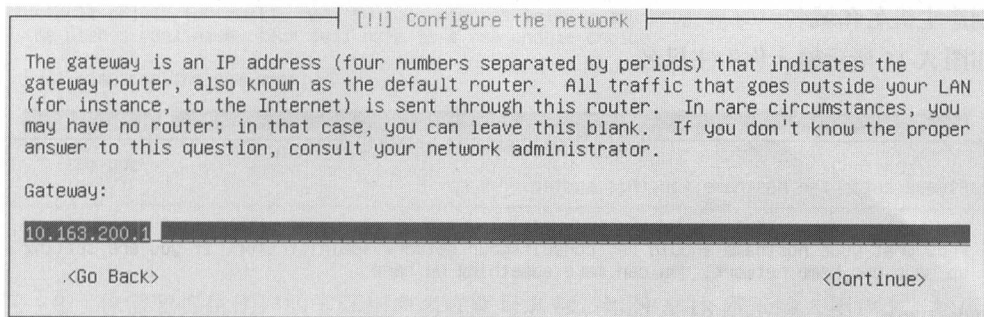 [!!] Configure the network
The gateway is an IP address (four numbers separated by periods) that indicates the
gateway router, also known as the default router.  All traffic that goes outside your LAN
(for instance, to the Internet) is sent through this router.  In rare circumstances, you
may have no router; in that case, you can leave this blank.  If you don't know the proper
answer to this question, consult your network administrator.
Gateway:
10.163.200.1
<Go Back>
<Continue>